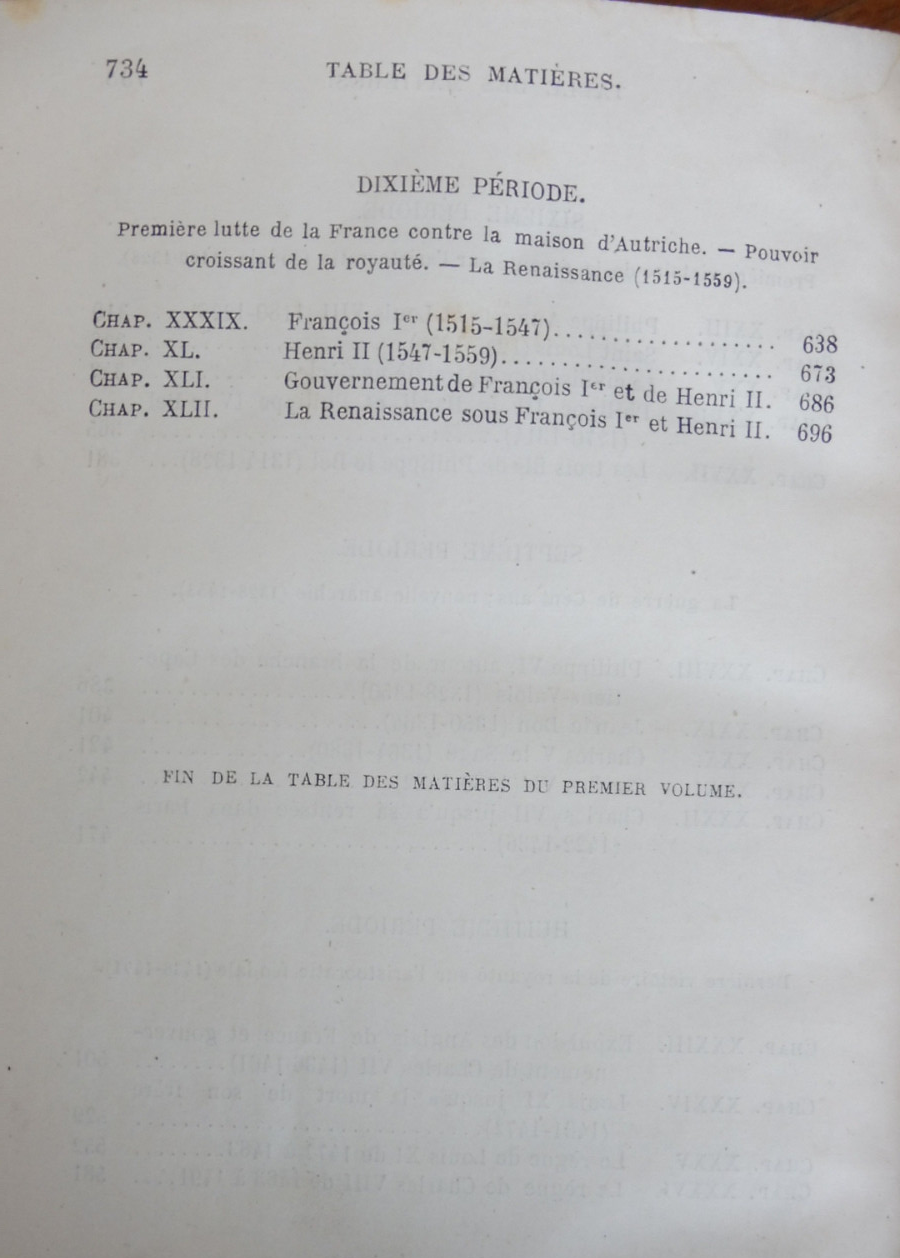 734 TABLE DES MATIÈRES.
DIXIÈME PÉRIODE.
Première lutte de la France contre la maison d'Autriche. — Pouvoir
croissant de la royauté. — La Renaissance (1515-1559).
CHAP. XXXIX. François Ier (1515-1547)........................ 638
CHAP. XL. Henri II (1547-1559)............................ 673
CHAP. XLI. Gouvernement de François Ier et de Henri II. 686
CHAP. XLII. La Renaissance sous François Ier et Henri II. 696
FIN DE LA TABLE DES MATIÈRES DU PREMIER VOLUME.